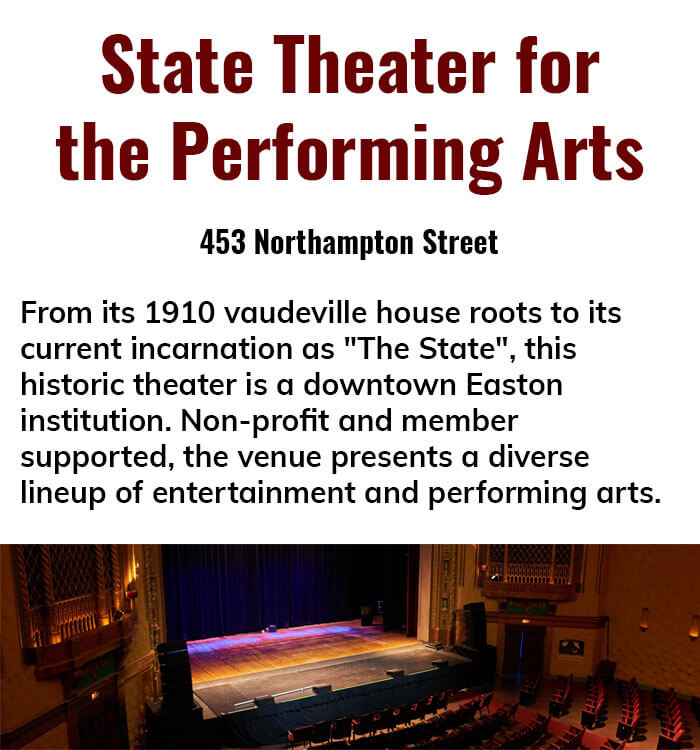 State Theater for
the Performing Arts
453 Northampton Street
From its 1910 vaudeville house roots to its
current incarnation as "The State", this
historic theater is a downtown Easton
institution. Non-profit and member
supported, the venue presents a diverse
lineup of entertainment and performing arts.